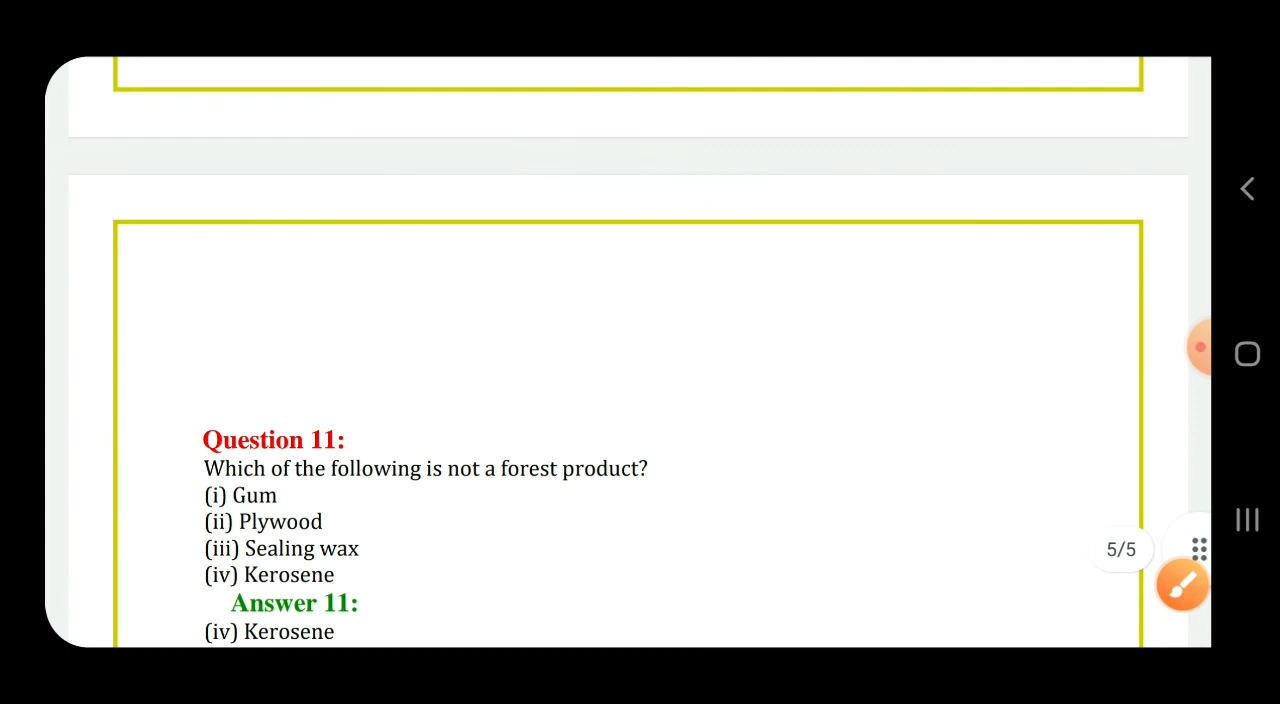 Question 11:
Which of the following is not a forest product?
(i) Gum
(ii) Plywood
(iii) Sealing wax
(iv) Kerosene
Answer 11:
(iv) Kerosene
5/5